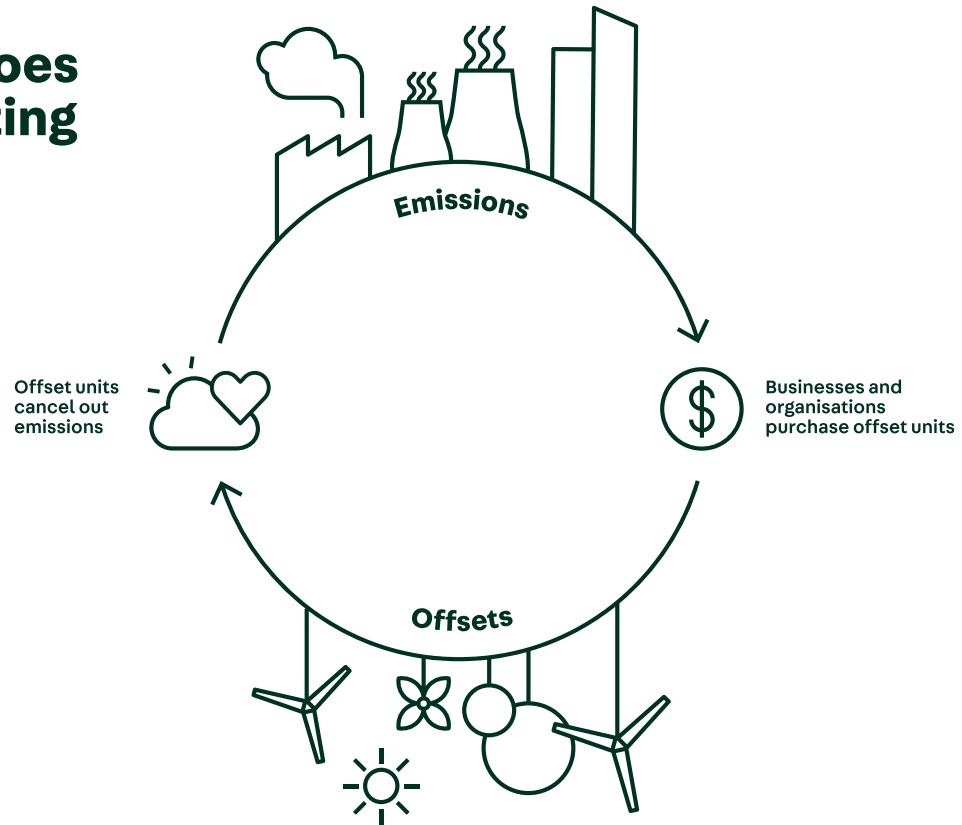 Emissions
Offset units
cancel out
emissions
Businesses and
organisations
purchase offset units
Offsets